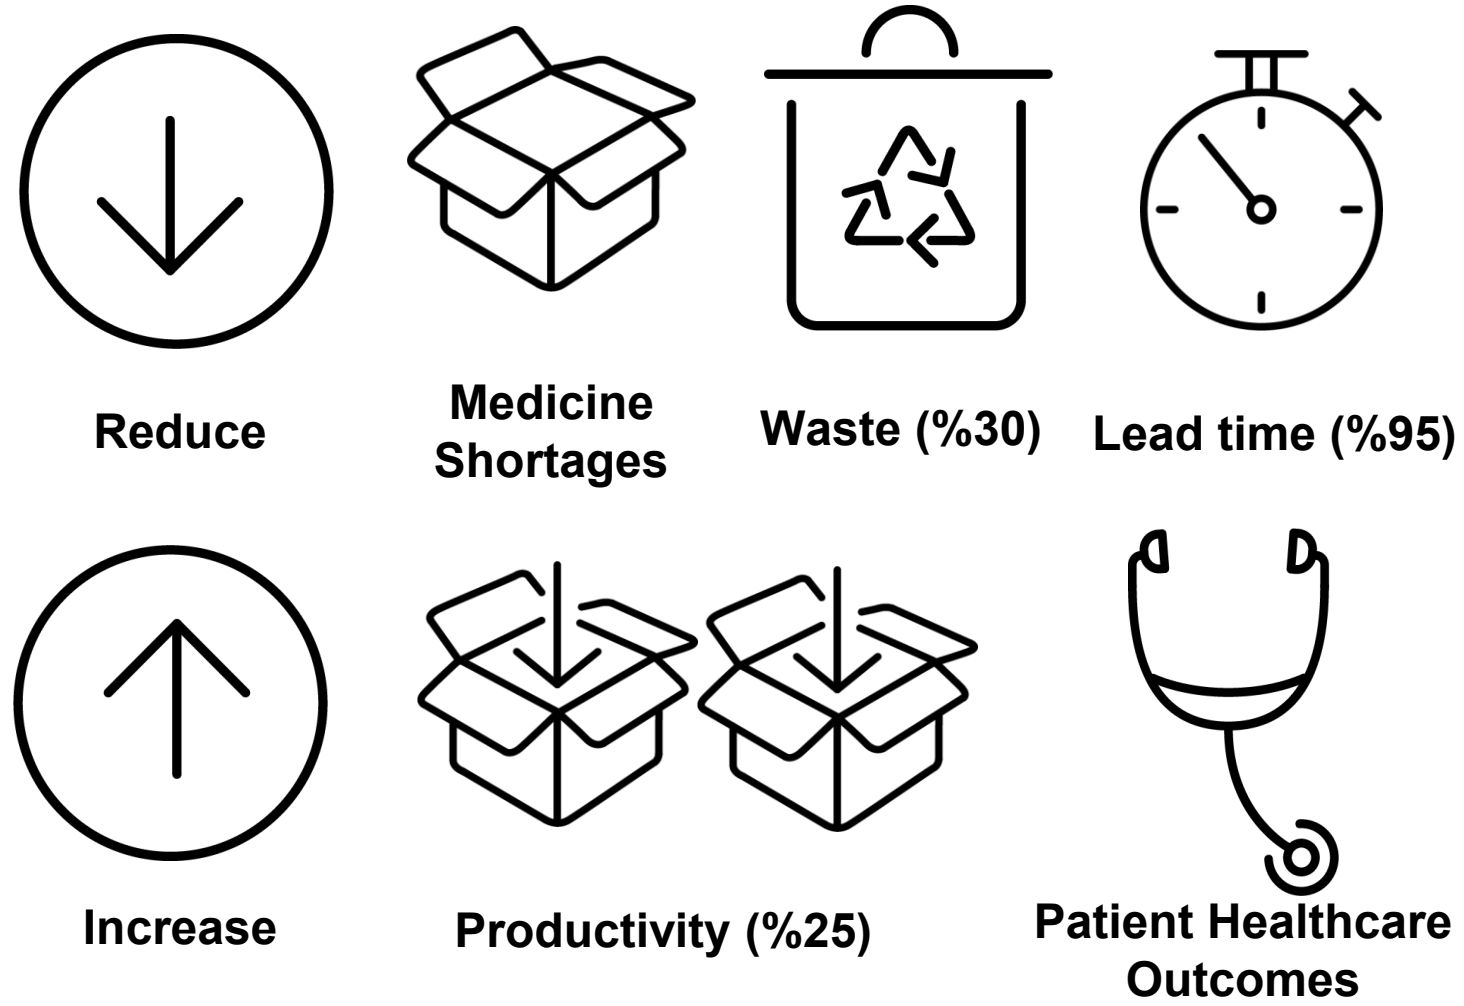 Reduce
Medicine
Shortages
Waste (%30)
Lead time (%95)
Increase
Productivity (%25)
Patient Healthcare
Outcomes